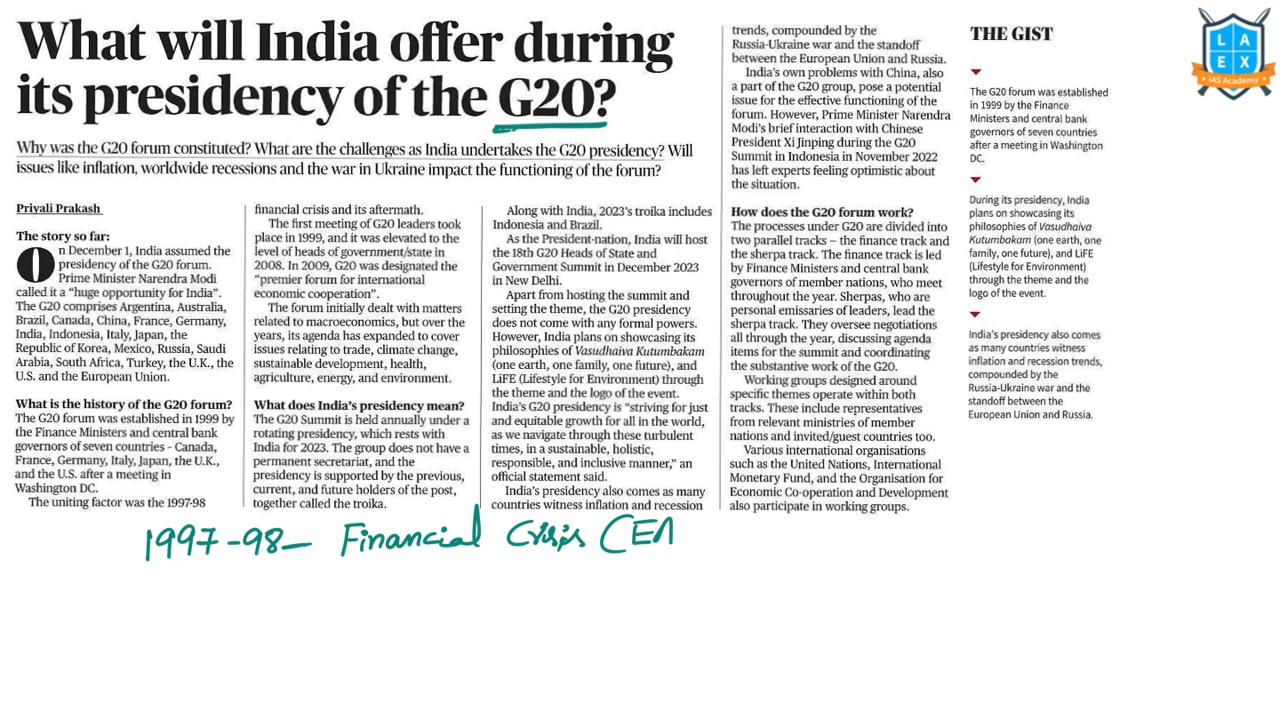 What will India offer during
its presidency of the G20?
Why was the G20 forum constituted? What are the challenges as India undertakes the G20 presidency? Will
issues like inflation, worldwide recessions and the war in Ukraine impact the functioning of the forum?
Priyali Prakash
The story so far:
On December 1, India assumed the
presidency of the G20 forum.
Prime Minister Narendra Modi
called it a “huge opportunity for India”.
The G20 comprises Argentina, Australia,
Brazil, Canada, China, France, Germany,
India, Indonesia, Italy, Japan, the
Republic of Korea, Mexico, Russia, Saudi
Arabia, South Africa, Turkey, the U.K., the
U.S. and the European Union.
What is the history of the G20 forum?
The G20 forum was established in 1999 by
the Finance Ministers and central bank
governors of seven countries – Canada,
France, Germany, Italy, Japan, the U.K.,
and the U.S. after a meeting in
Washington DC.
The uniting factor was the 1997-98
financial crisis and its aftermath.
The first meeting of G20 leaders took
place in 1999, and it was elevated to the
level of heads of government/state in
2008. In 2009, G20 was designated the
“premier forum for international
economic cooperation”.
The forum initially dealt with matters
related to macroeconomics, but over the
years, its agenda has expanded to cover
issues relating to trade, climate change,
sustainable development, health,
agriculture, energy, and environment.
What does India’s presidency mean?
The G20 Summit is held annually under a
rotating presidency, which rests with
India for 2023. The group does not have a
permanent secretariat, and the
presidency is supported by the previous,
current, and future holders of the post,
together called the troika.
Along with India, 2023’s troika includes
Indonesia and Brazil.
As the President-nation, India will host
the 18th G20 Heads of State and
Government Summit in December 2023
in New Delhi.
Apart from hosting the summit and
setting the theme, the G20 presidency
does not come with any formal powers.
However, India plans on showcasing its
philosophies of Vasudhaiva Kutumbakam
(one earth, one family, one future), and
LiFE (Lifestyle for Environment) through
the theme and the logo of the event.
India’s G20 presidency is “striving for just
and equitable growth for all in the world,
as we navigate through these turbulent
times, in a sustainable, holistic,
responsible, and inclusive manner,” an
official statement said.
India’s presidency also comes as many
countries witness inflation and recession
trends, compounded by the
Russia-Ukraine war and the standoff
between the European Union and Russia.
India’s own problems with China, also
a part of the G20 group, pose a potential
issue for the effective functioning of the
forum. However, Prime Minister Narendra
Modi’s brief interaction with Chinese
President Xi Jinping during the G20
Summit in Indonesia in November 2022
has left experts feeling optimistic about
the situation.
How does the G20 forum work?
The processes under G20 are divided into
two parallel tracks – the finance track and
the sherpa track. The finance track is led
by Finance Ministers and central bank
governors of member nations, who meet
throughout the year. Sherpas, who are
personal emissaries of leaders, lead the
sherpa track. They oversee negotiations
all through the year, discussing agenda
items for the summit and coordinating
the substantive work of the G20.
Working groups designed around
specific themes operate within both
tracks. These include representatives
from relevant ministries of member
nations and invited/guest countries too.
Various international organisations
such as the United Nations, International
Monetary Fund, and the Organisation for
Economic Co-operation and Development
also participate in working groups.
THE GIST
The G20 forum was established
in 1999 by the Finance
Ministers and central bank
governors of seven countries
after a meeting in Washington
DC.
During its presidency, India
plans on showcasing its
philosophies of Vasudhaiva
Kutumbakam (one earth, one
family, one future), and LiFE
(Lifestyle for Environment)
through the theme and the
logo of the event.
India’s presidency also comes
as many countries witness
inflation and recession trends,
compounded by the
Russia-Ukraine war and the
standoff between the
European Union and Russia.
L A
E X
IAS Academy
1997-98- Financial Crisis (EA